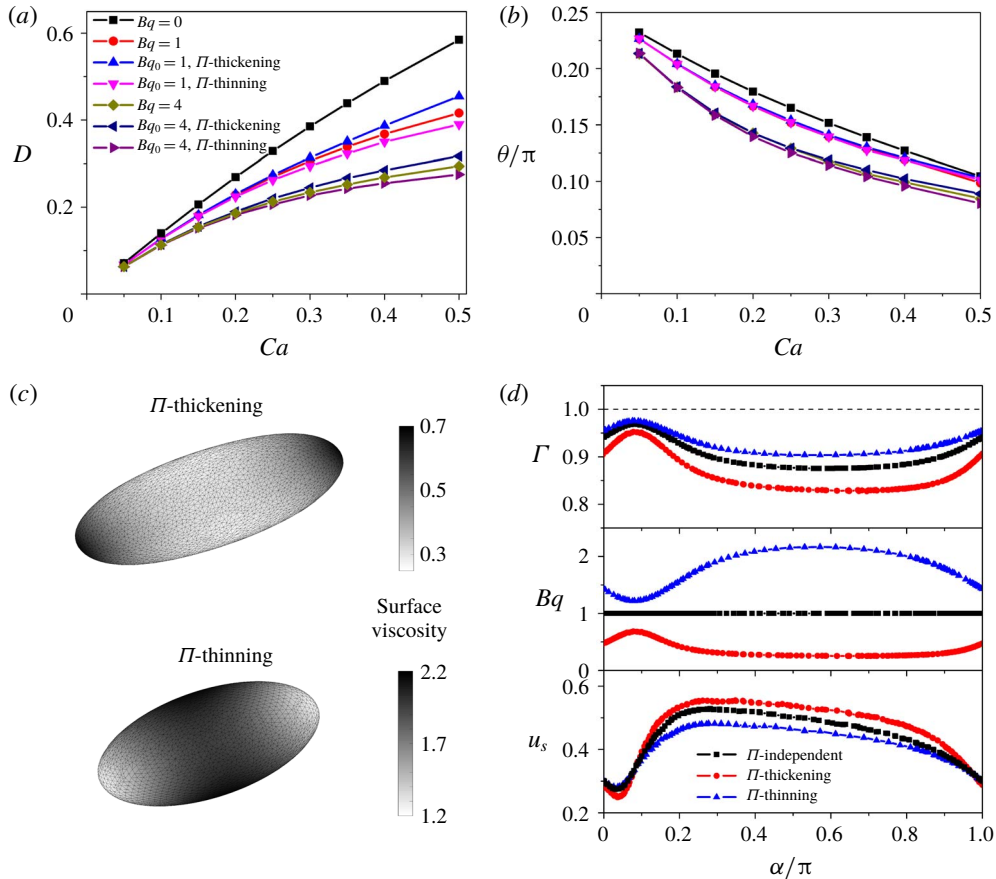 (a)
0.6
0.4
D
0.2
0
0.1
0.2
0.3
0.4
0.5
Ca
Bq = 0
Bq = 1
Bq₀ = 1, Π-thickening
Bq₀ = 1, Π-thinning
Bq = 4
Bq₀ = 4, Π-thickening
Bq₀ = 4, Π-thinning
(b)
0.25
0.20
0.15
θ/π
0.10
0.05
0
0.1
0.2
0.3
0.4
0.5
Ca
(c)
Π-thickening
0.7
0.5
0.3
Surface
viscosity
Π-thinning
2.2
1.7
1.2
(d)
1.0
Γ
0.9
0.8
2
Bq
1
0
0.6
u_s
0.4
0.2
Π-independent
Π-thickening
Π-thinning
0
0.2
0.4
0.6
0.8
1.0
α/π